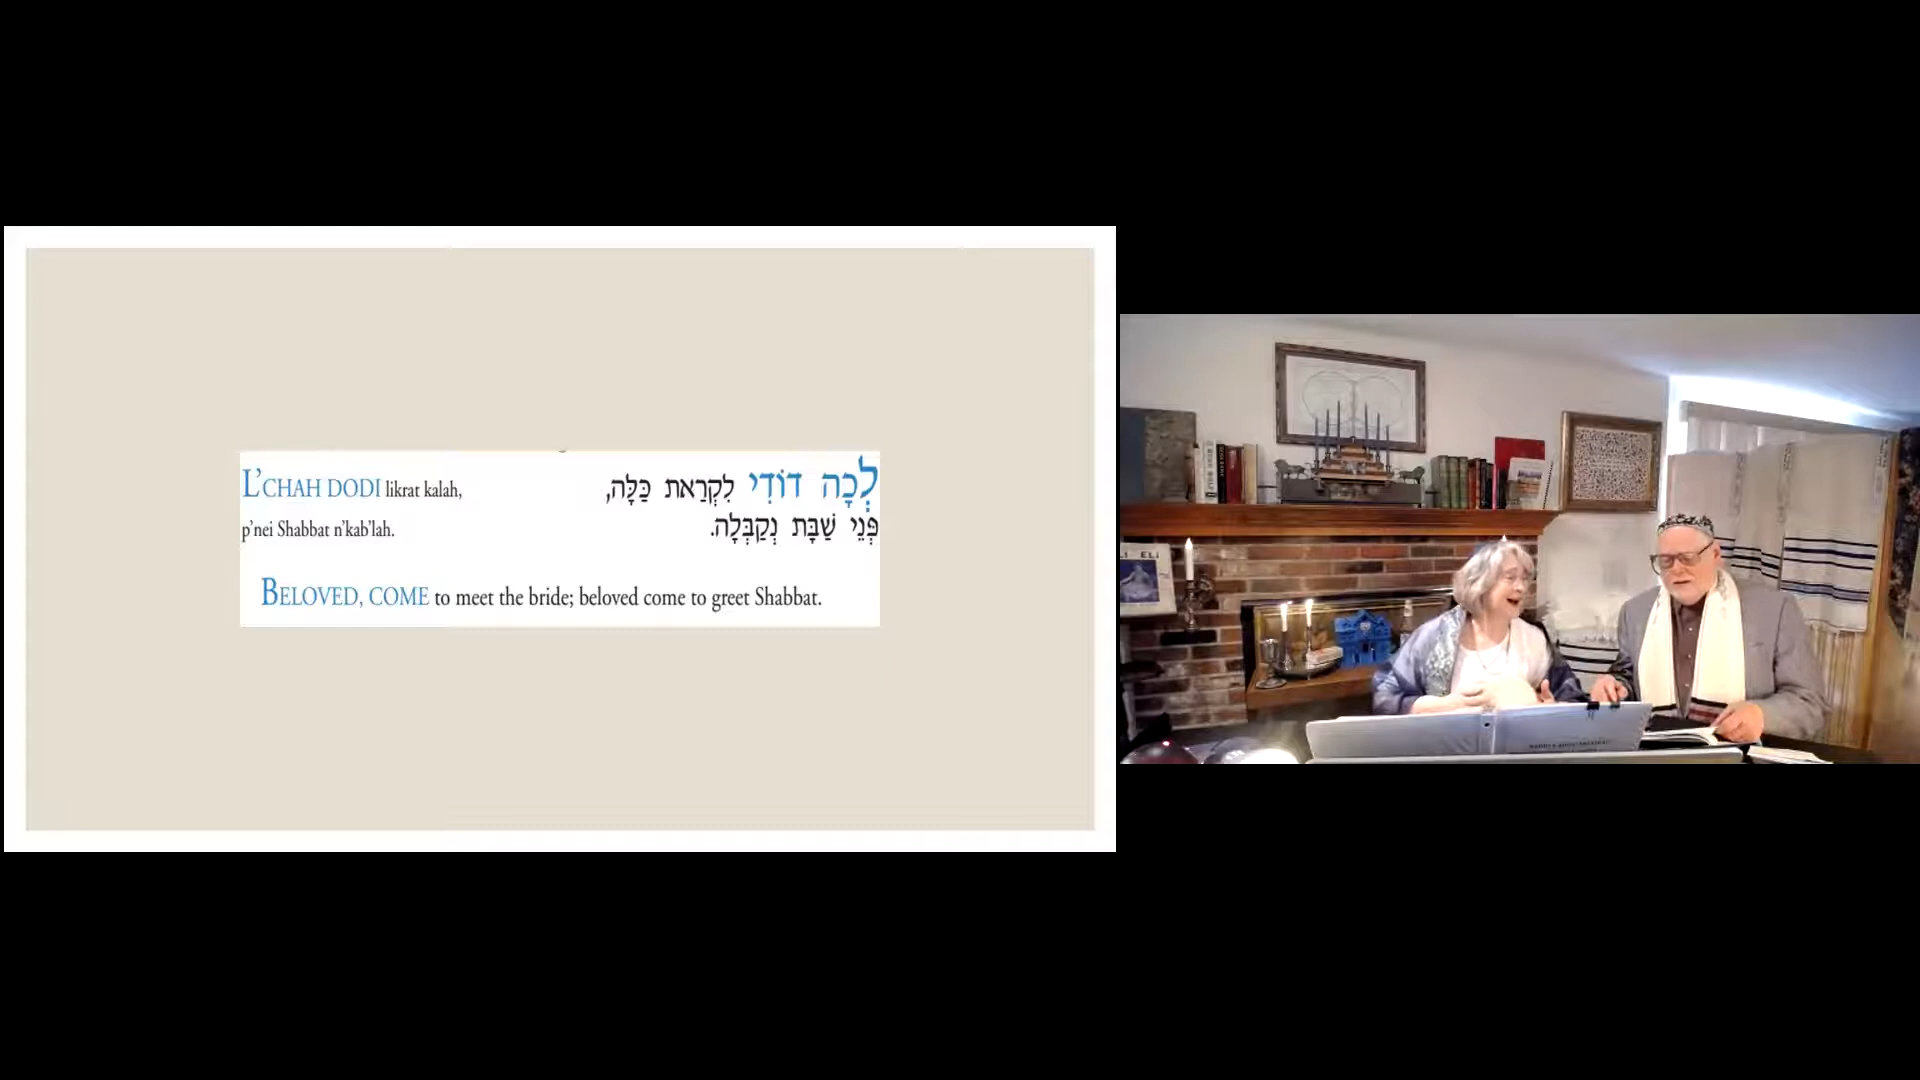 L'CHAH DODI likrat kalah,
לְכָה דוֹדִי לִקְרַאת כַּלָּה,
p'nei Shabbat n'kab'lah.
פְּנֵי שַׁבָּת נְקַבְּלָה.
BELOVED, COME to meet the bride; beloved come to greet Shabbat.
ELI